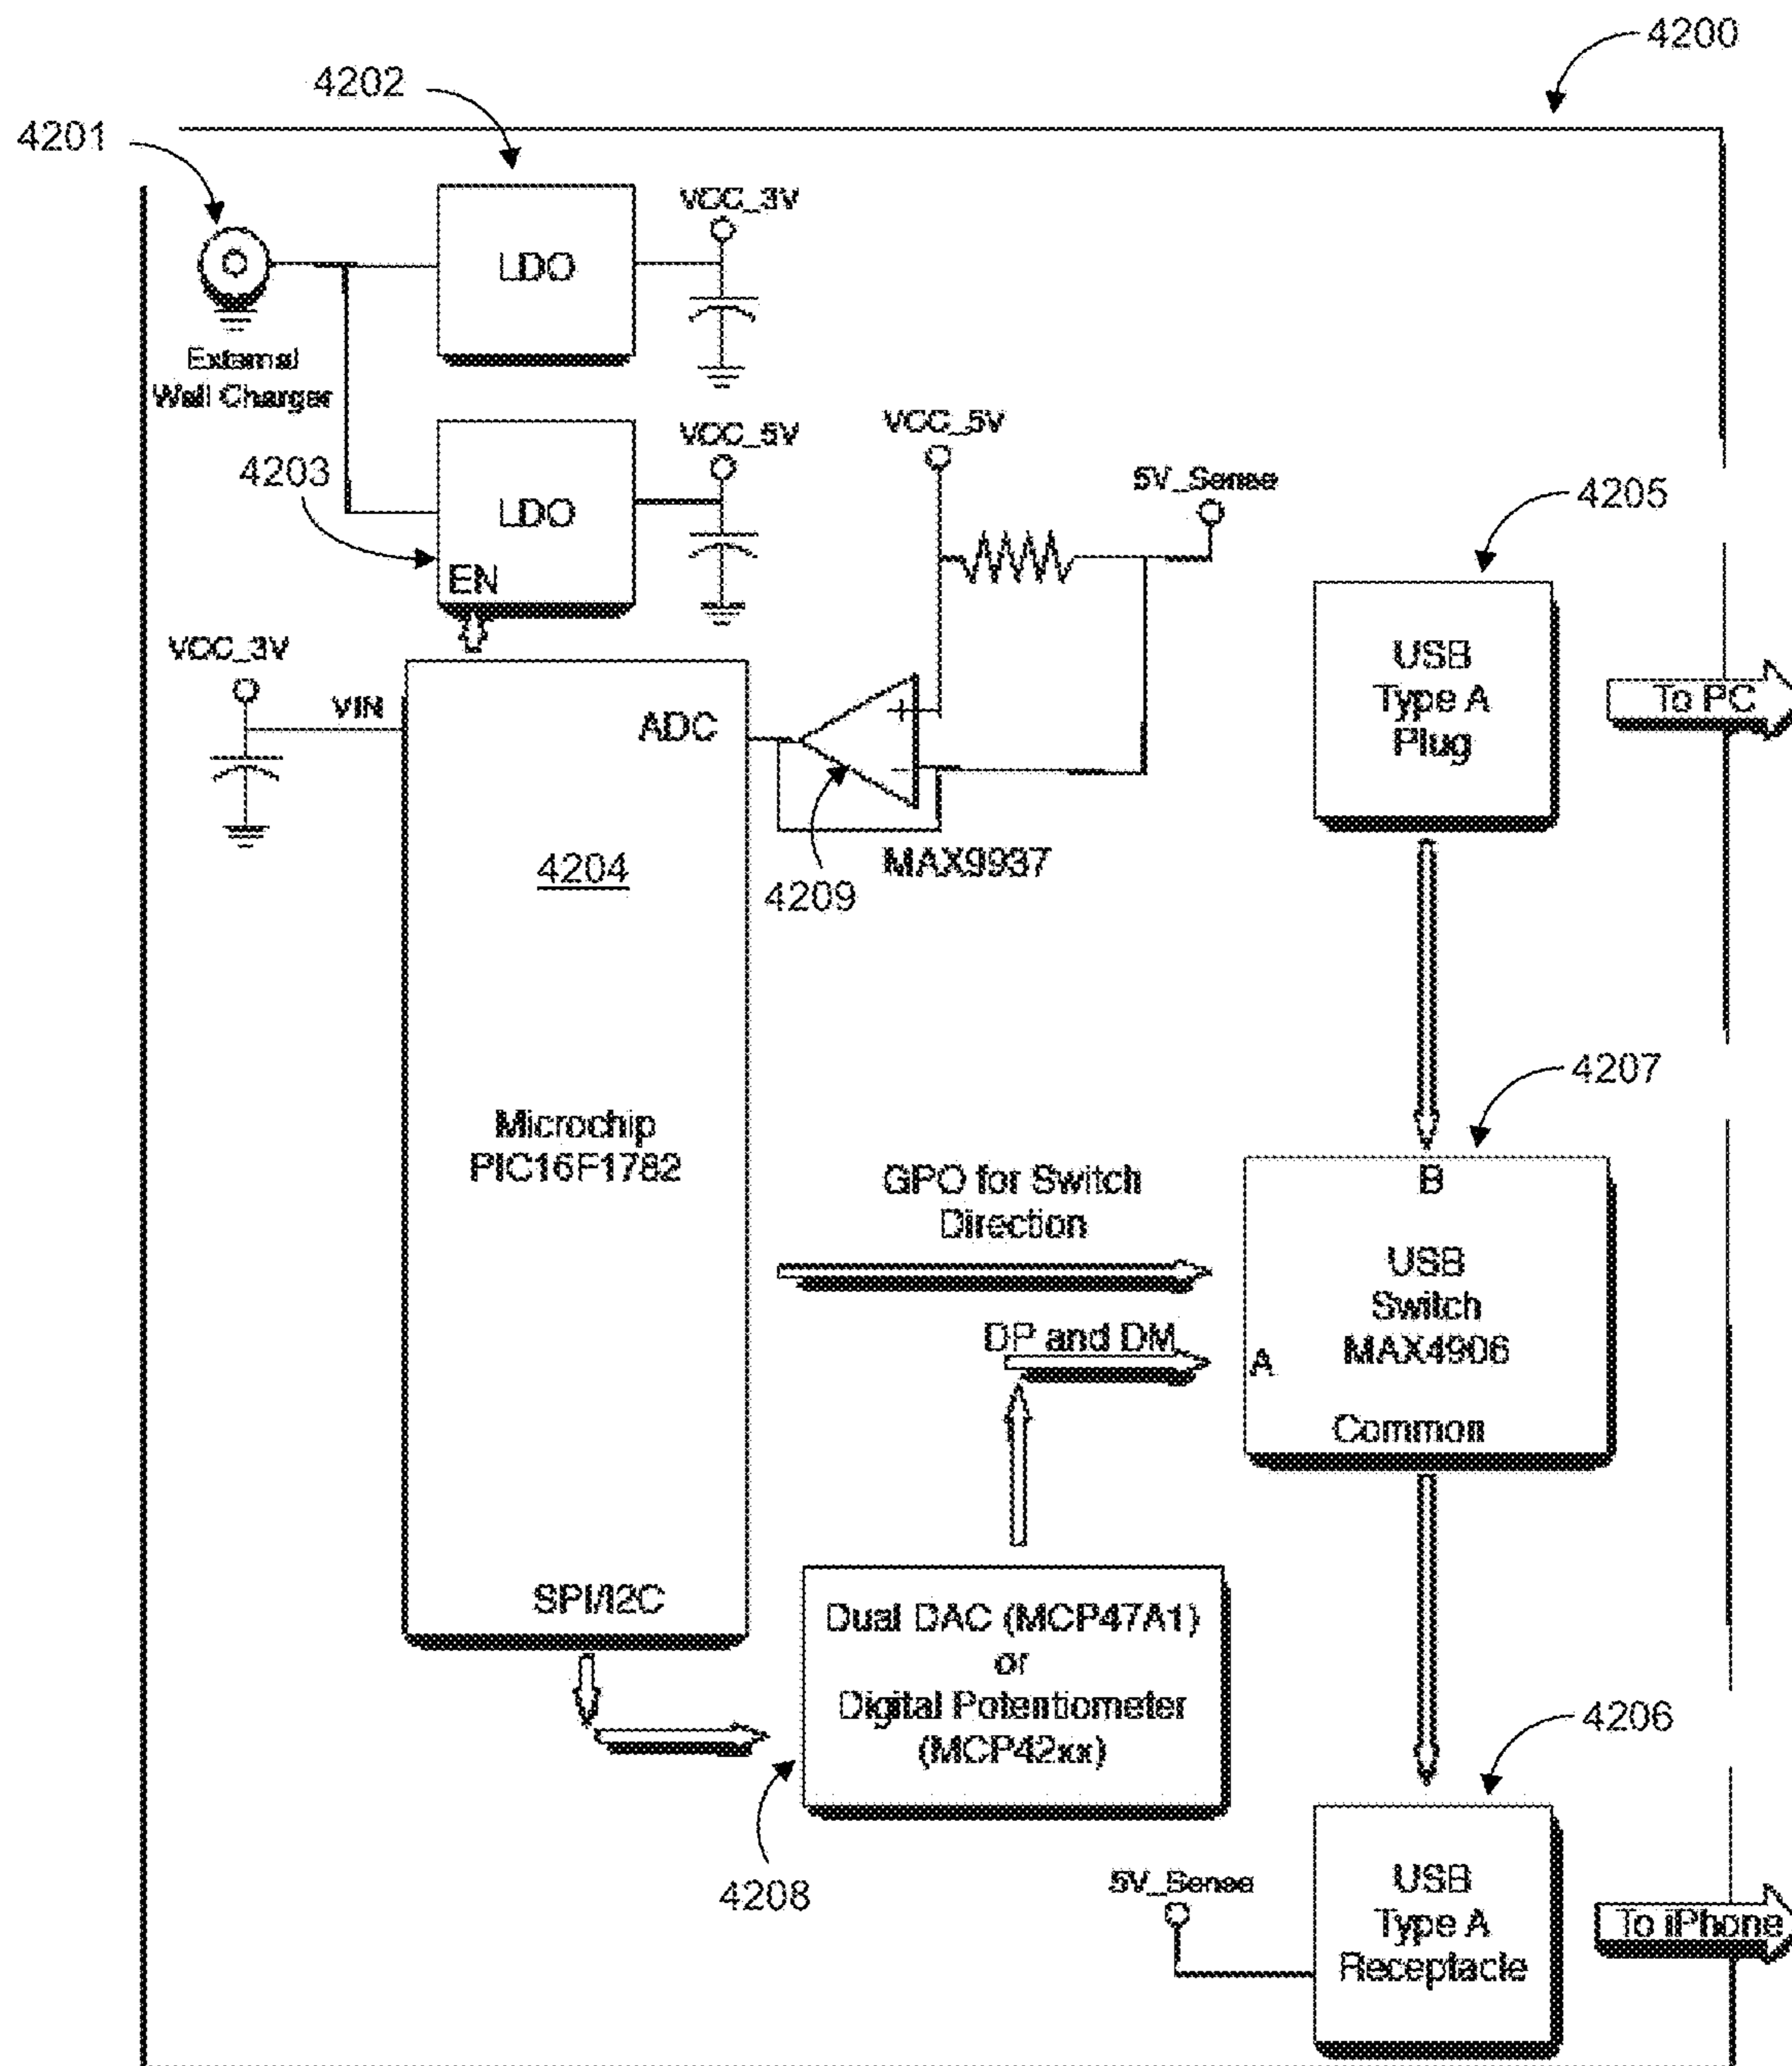 4200
4202
4201
VCC_3V
LDO
External
Wall Charger
VCC_5V
VCC_5V
4203
LDO
5V_Sense
4205
EN
VCC_3V
USB
Type A
Plug
To PC
VIN
ADC
4204
MAX9937
4209
4207
Microchip
PIC16F1782
B
GPO for Switch
Direction
USB
Switch
MAX4906
DP and DM
A
Common
SPI/I2C
Dual DAC (MCP47A1)
or
Digital Potentiometer
(MCP42xx)
4206
4208
5V_Sense
USB
Type A
Receptacle
To iPhone